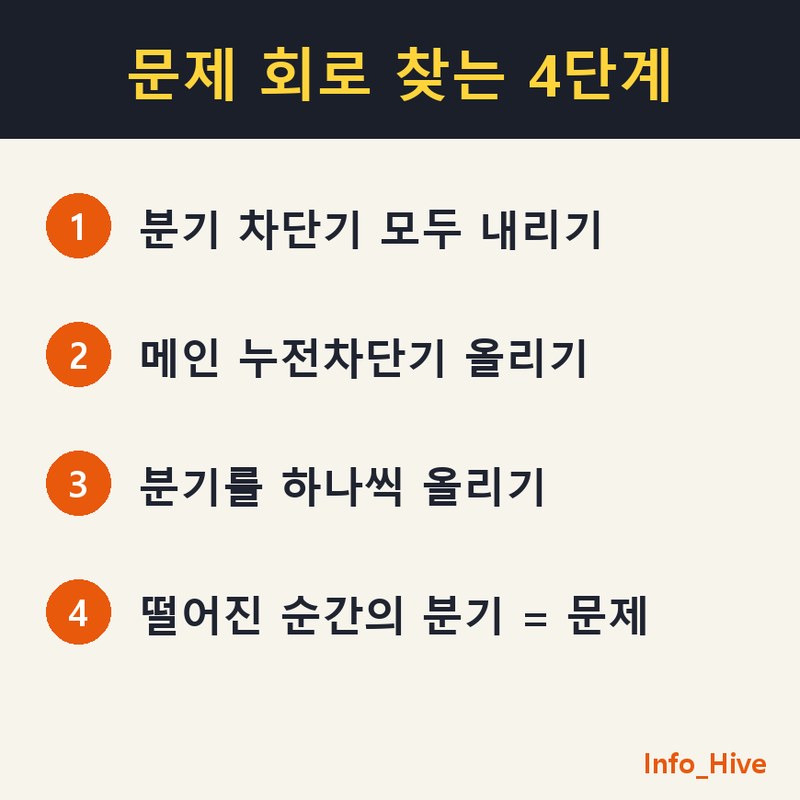 문제 회로 찾는 4단계
1 분기 차단기 모두 내리기
2 메인 누전차단기 올리기
3 분기를 하나씩 올리기
4 떨어진 순간의 분기 = 문제
Info_Hive